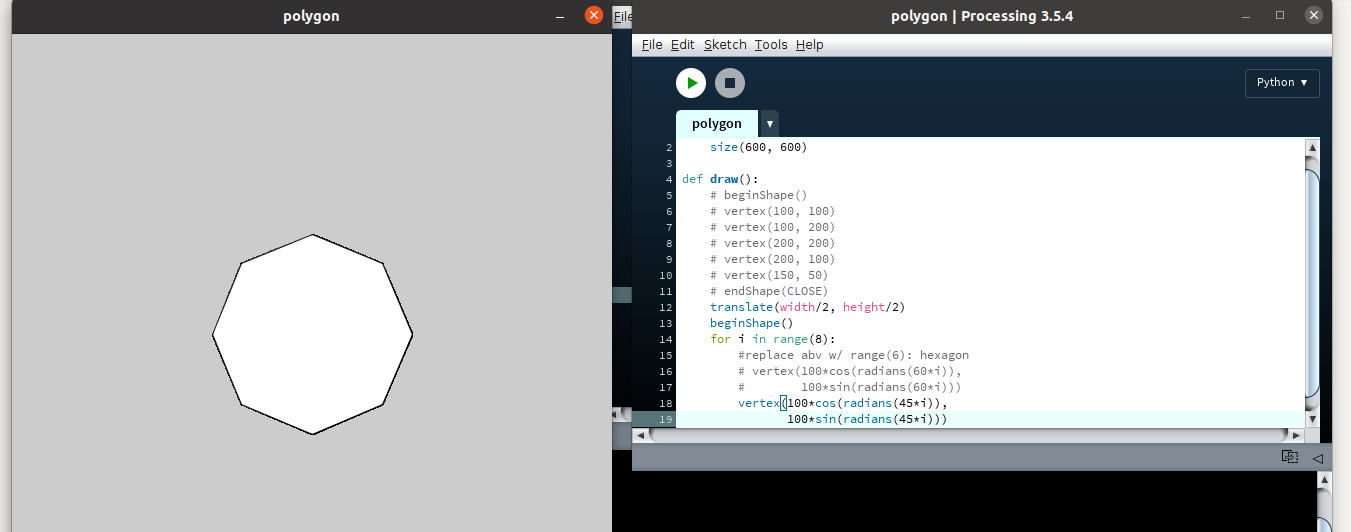 polygon
File
polygon | Processing 3.5.4
File Edit Sketch Tools Help
Python ▼
polygon ▼
2 size(600, 600)
3
4 def draw():
5 # beginShape()
6 # vertex(100, 100)
7 # vertex(100, 200)
8 # vertex(200, 200)
9 # vertex(200, 100)
10 # vertex(150, 50)
11 # endShape(CLOSE)
12 translate(width/2, height/2)
13 beginShape()
14 for i in range(8):
15 #replace abv w/ range(6): hexagon
16 # vertex(100*cos(radians(60*i)),
17 # 100*sin(radians(60*i)))
18 vertex(100*cos(radians(45*i)),
19 100*sin(radians(45*i)))